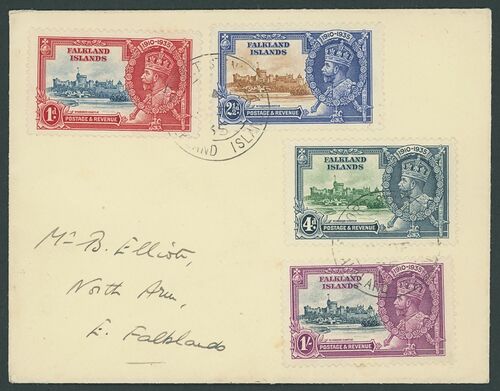 FALKLAND
ISLANDS
1910-1935
1D
POSTAGE & REVENUE
FALKLAND
ISLANDS
1910-1935
2½D
POSTAGE & REVENUE
FALKLAND
ISLANDS
1910-1935
4D
POSTAGE & REVENUE
FALKLAND
ISLANDS
1910-1935
1/-
POSTAGE & REVENUE
Mr B. Elliott,
North Arm,
E. Falklands